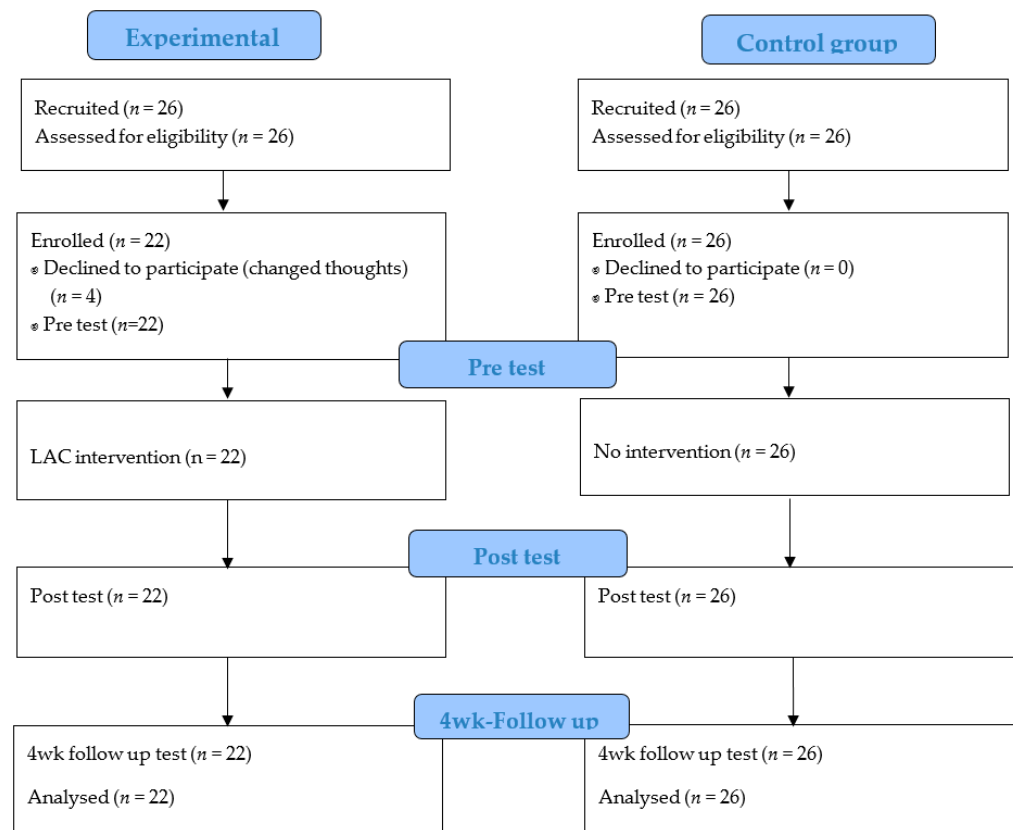 Experimental
Control group
Recruited (n = 26)
Assessed for eligibility (n = 26)
Recruited (n = 26)
Assessed for eligibility (n = 26)
Enrolled (n = 22)
Declined to participate (changed thoughts)
(n = 4)
Pre test (n=22)
Enrolled (n = 26)
Declined to participate (n = 0)
Pre test (n = 26)
Pre test
LAC intervention (n = 22)
No intervention (n = 26)
Post test
Post test (n = 22)
Post test (n = 26)
4wk-Follow up
4wk follow up test (n = 22)
Analysed (n = 22)
4wk follow up test (n = 26)
Analysed (n = 26)